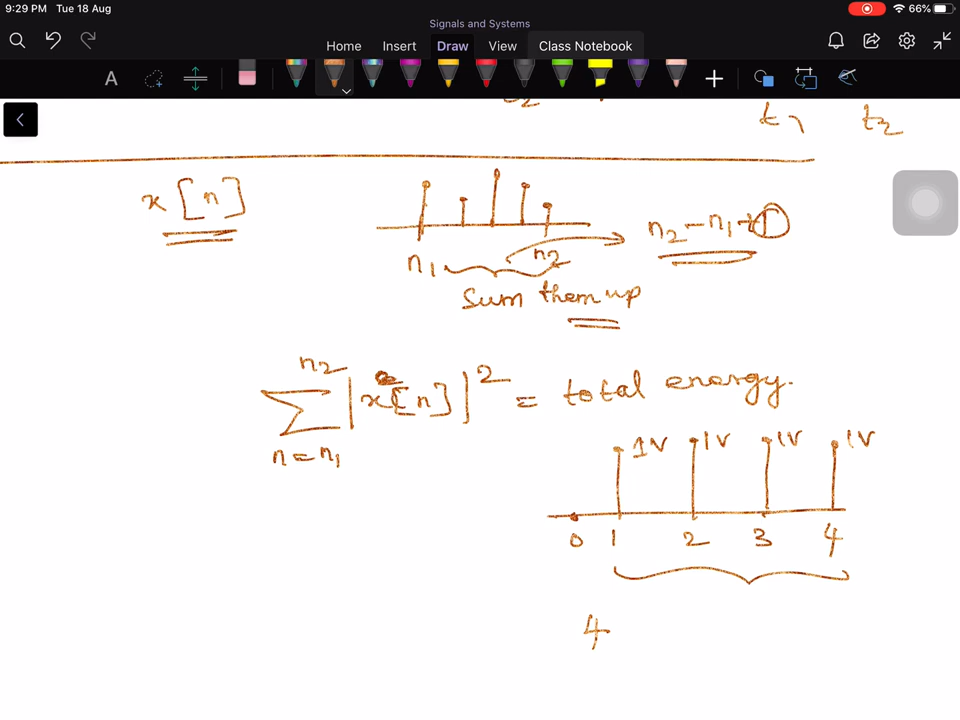 9:29 PM Tue 18 Aug
66%
Signals and Systems
Home Insert Draw View Class Notebook
A
t1 t2
x[n]
n2 - n1 + 1
n1 n2
Sum them up
n2
∑ |x[n]|^2 = total energy.
n = n1
1V 1V 1V 1V
0 1 2 3 4
4